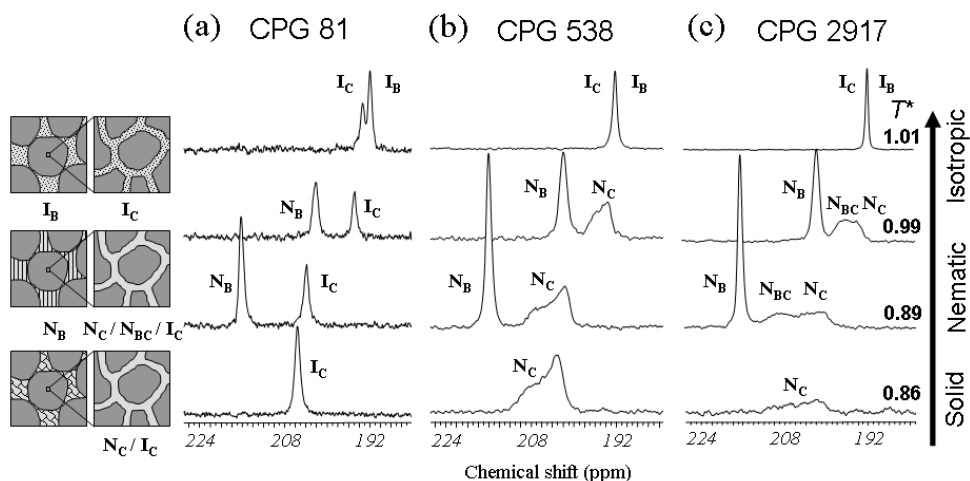 (a) CPG 81
(b) CPG 538
(c) CPG 2917
I_C I_B
I_C I_B
I_C I_B
T*
1.01
I_B I_C
N_B I_C
N_B N_C
N_B N_BC N_C
0.99
N_B I_C
N_B N_C
N_B N_BC N_C
0.89
N_B N_C / N_BC / I_C
I_C
N_C
N_C
0.86
N_C / I_C
Isotropic
Nematic
Solid
224 208 192
224 208 192
224 208 192
Chemical shift (ppm)